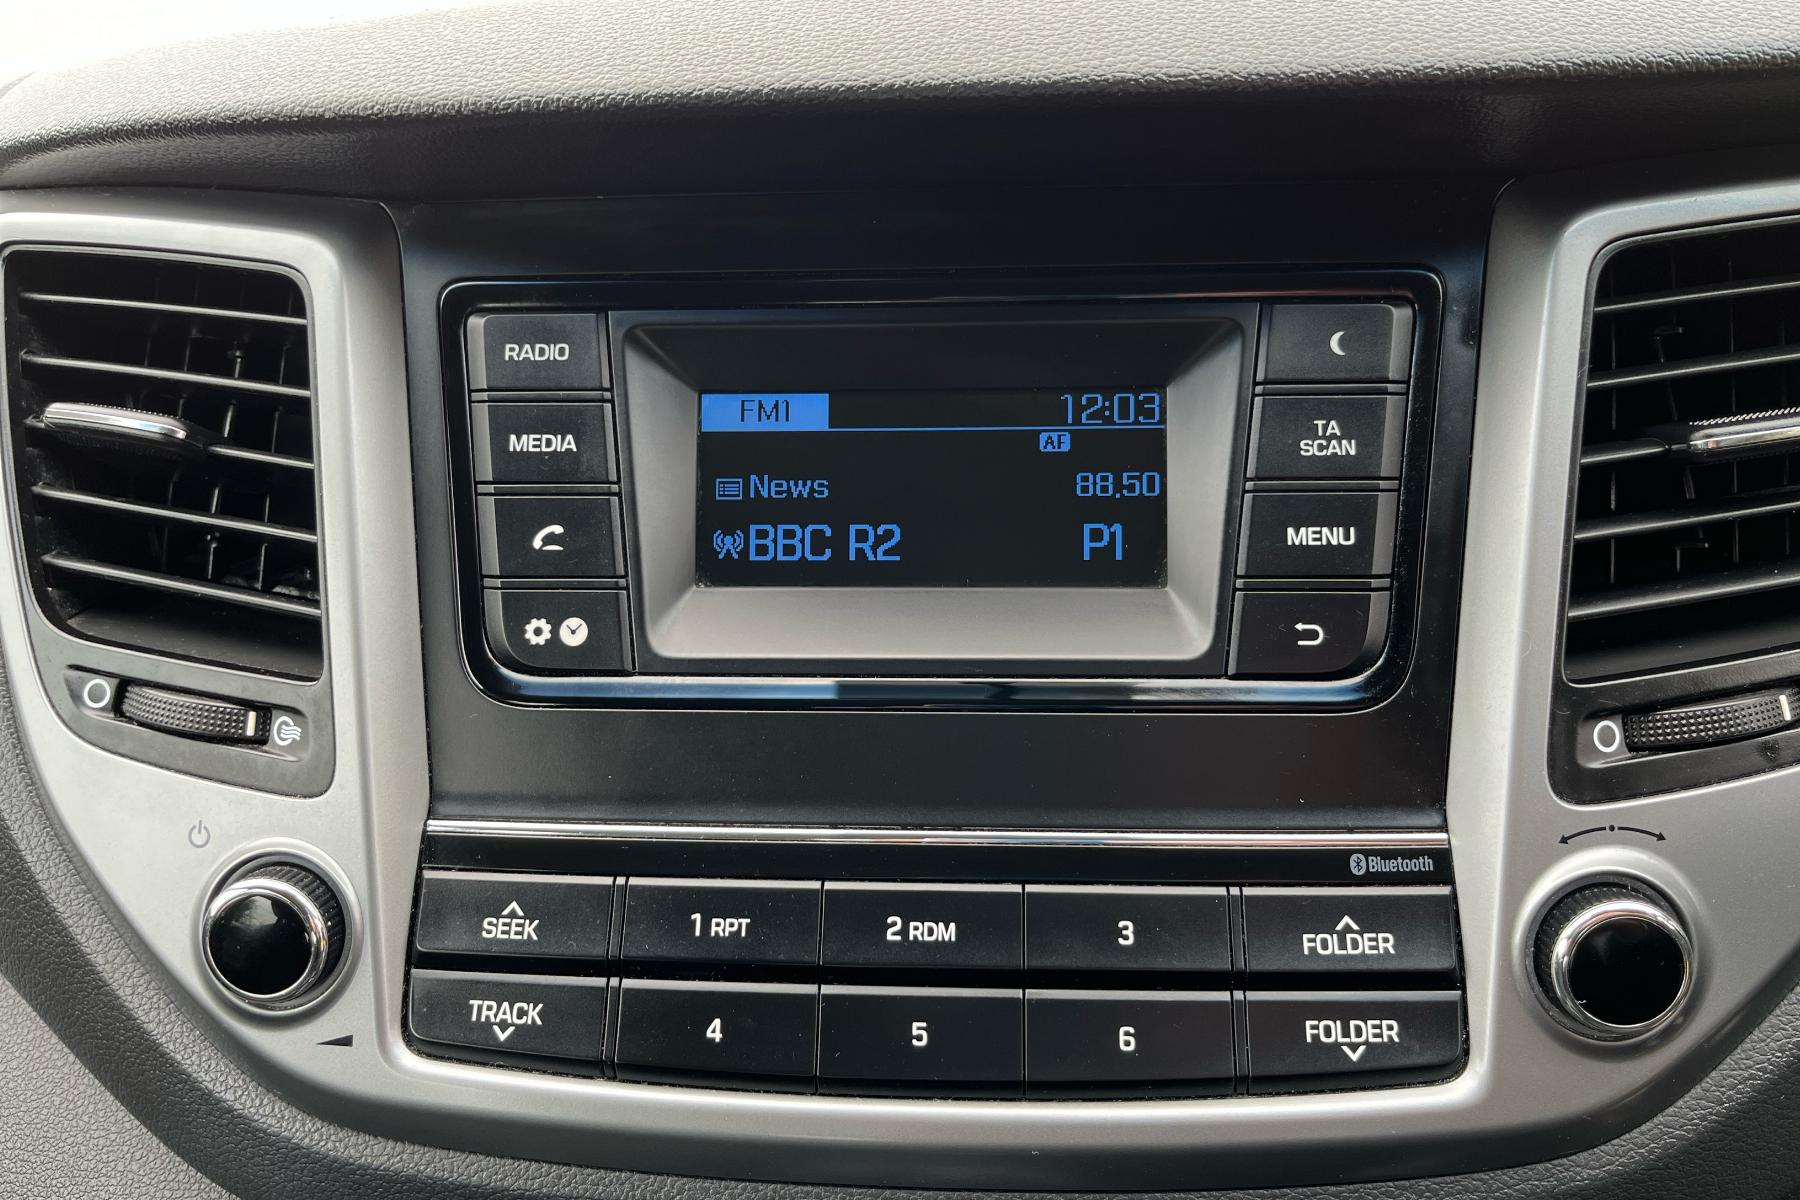 RADIO
MEDIA
FM1 12:03
AF
News 88.50
BBC R2 P1
TA
SCAN
MENU
Bluetooth
SEEK
1 RPT
2 RDM
3
FOLDER
TRACK
4
5
6
FOLDER